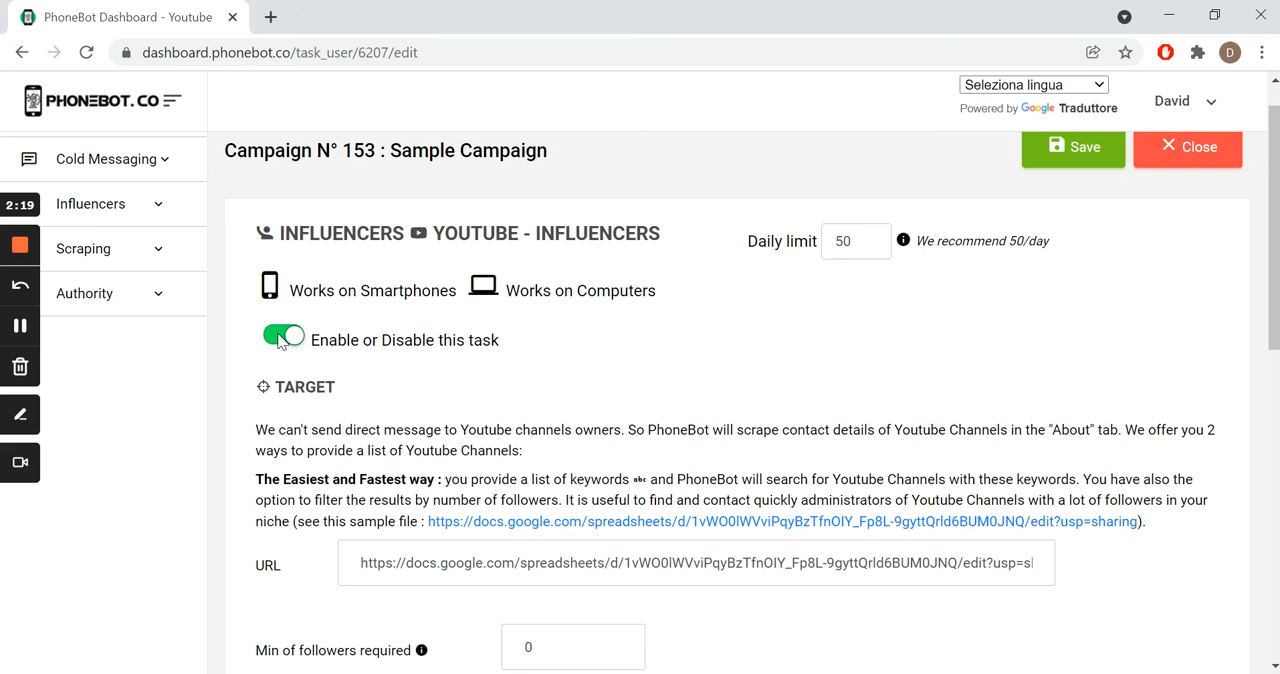 PhoneBot Dashboard - Youtube
dashboard.phonebot.co/task_user/6207/edit
D
PHONEBOT.CO
Seleziona lingua
Powered by Google Traduttore
David
Cold Messaging
Campaign N° 153 : Sample Campaign
Save
Close
2:19
Influencers
Scraping
Authority
INFLUENCERS YOUTUBE - INFLUENCERS
Daily limit 50 We recommend 50/day
Works on Smartphones Works on Computers
Enable or Disable this task
TARGET
We can't send direct message to Youtube channels owners. So PhoneBot will scrape contact details of Youtube Channels in the "About" tab. We offer you 2
ways to provide a list of Youtube Channels:
The Easiest and Fastest way : you provide a list of keywords abc and PhoneBot will search for Youtube Channels with these keywords. You have also the
option to filter the results by number of followers. It is useful to find and contact quickly administrators of Youtube Channels with a lot of followers in your
niche (see this sample file : https://docs.google.com/spreadsheets/d/1vWO0IWVviPqyBzTfnOIY_Fp8L-9gyttQrld6BUM0JNQ/edit?usp=sharing).
URL https://docs.google.com/spreadsheets/d/1vWO0IWVviPqyBzTfnOIY_Fp8L-9gyttQrld6BUM0JNQ/edit?usp=sl
Min of followers required 0